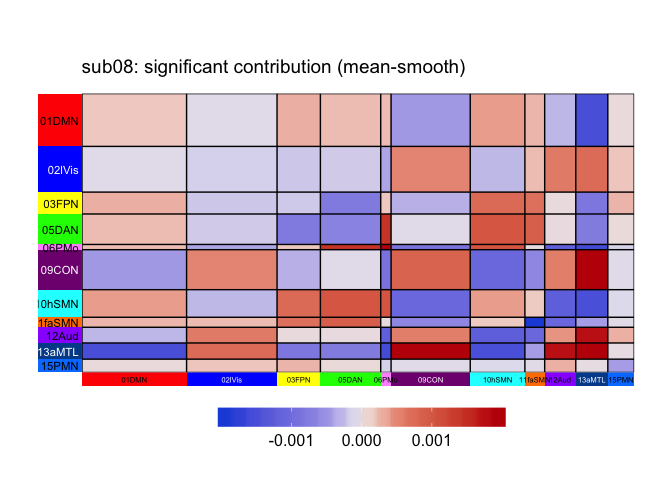 sub08: significant contribution (mean-smooth)
01DMN
02lVis
03FPN
05DAN
06PMo
09CON
10hSMN
1faSMN
12Aud
13aMTL
15PMN
01DMN 02lVis 03FPN 05DAN 06PMo 09CON 10hSMN 11faSMN 12Aud 13aMTL 15PMN
-0.001 0.000 0.001